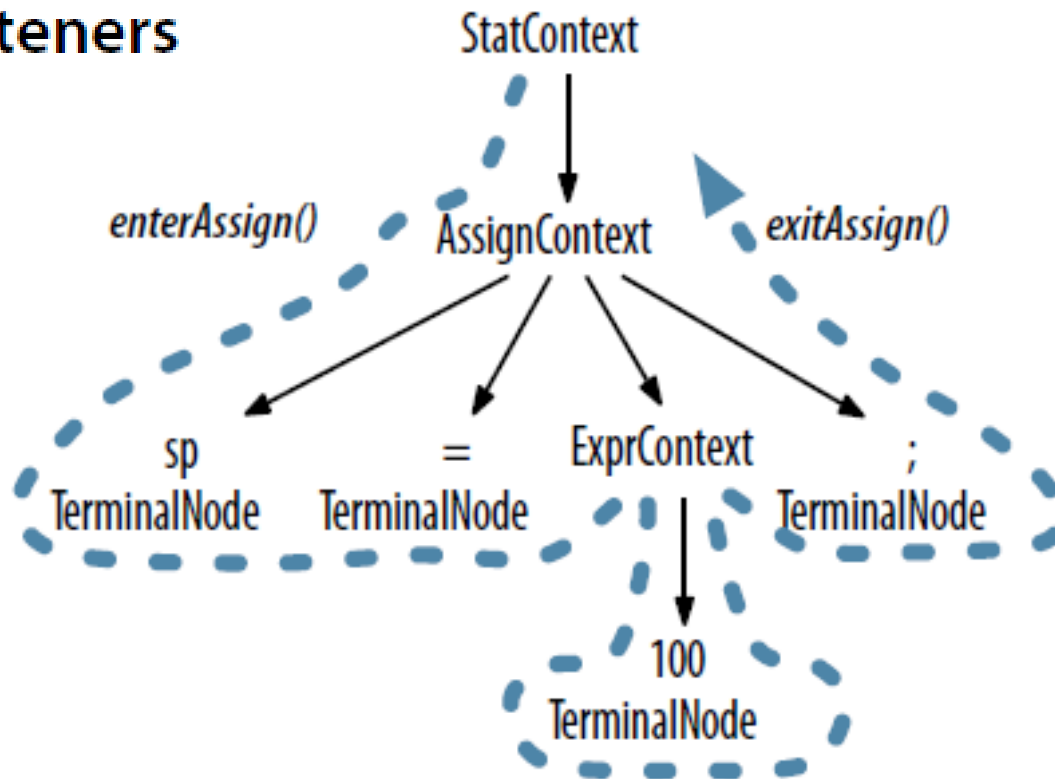 teners
StatContext
enterAssign()
AssignContext
exitAssign()
sp
TerminalNode
=
TerminalNode
ExprContext
;
TerminalNode
100
TerminalNode